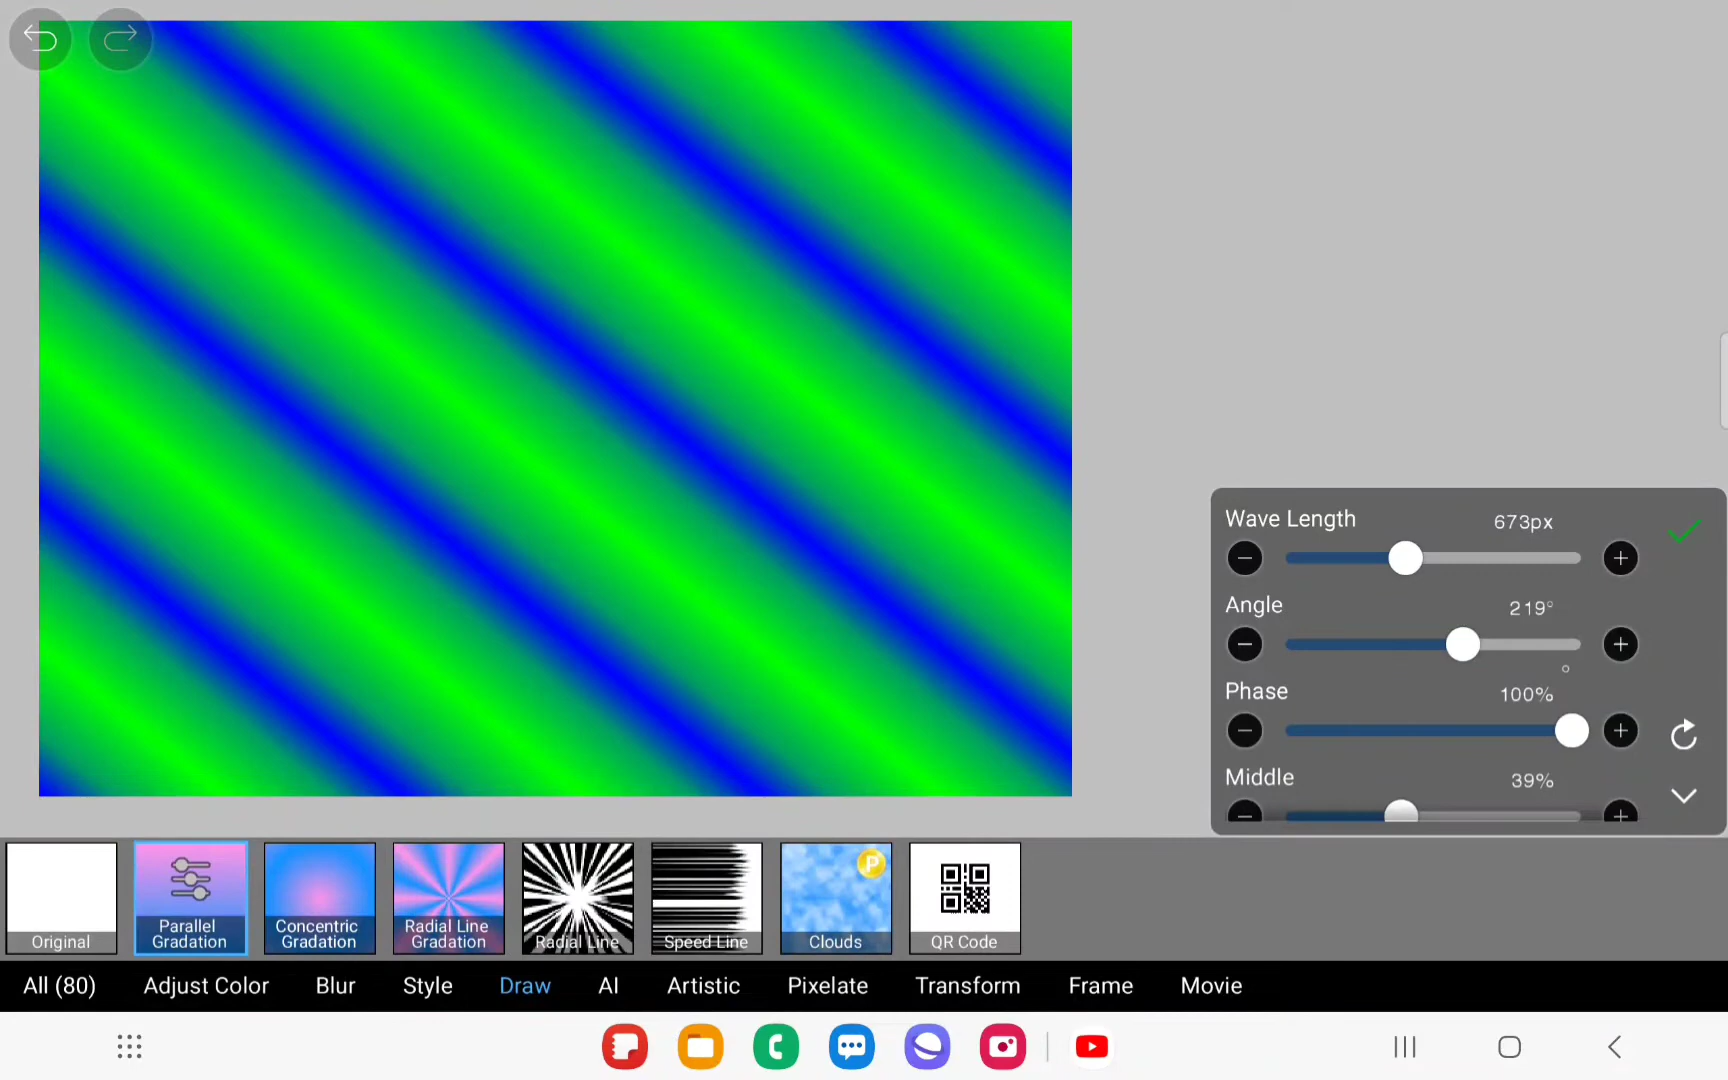 Wave Length 673px
Angle 219°
Phase 100%
Middle 39%
Original
Parallel
Gradation
Concentric
Gradation
Radial Line
Gradation
Radial Line
Speed Line
P
Clouds
QR Code
All (80) Adjust Color Blur Style Draw AI Artistic Pixelate Transform Frame Movie